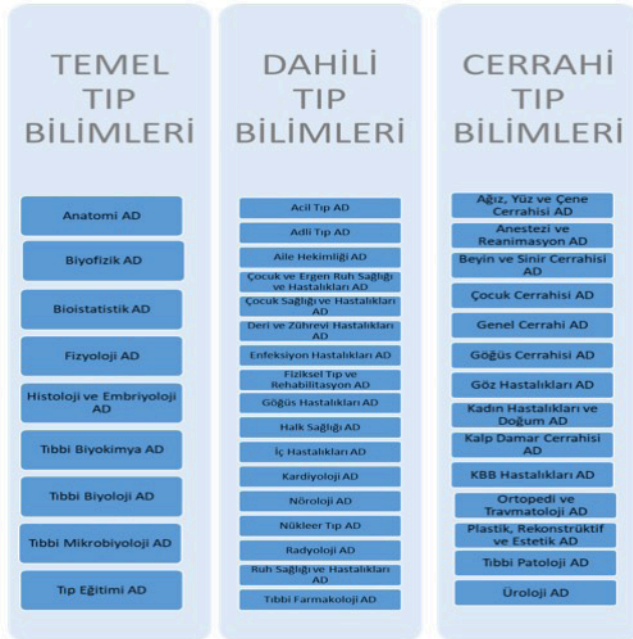 TEMEL
TIP
BİLİMLERİ
Anatomi AD
Biyofizik AD
Bioistatistik AD
Fizyoloji AD
Histoloji ve Embriyoloji
AD
Tıbbi Biyokimya AD
Tıbbi Biyoloji AD
Tıbbi Mikrobiyoloji AD
Tıp Eğitimi AD
DAHİLİ
TIP
BİLİMLERİ
Acil Tıp AD
Adli Tıp AD
Aile Hekimliği AD
Çocuk ve Ergen Ruh Sağlığı
ve Hastalıkları AD
Çocuk Sağlığı ve Hastalıkları
AD
Deri ve Zührevi Hastalıkları
AD
Enfeksiyon Hastalıkları AD
Fiziksel Tıp ve
Rehabilitasyon AD
Göğüs Hastalıkları AD
Halk Sağlığı AD
İç Hastalıkları AD
Kardiyoloji AD
Nöroloji AD
Nükleer Tıp AD
Radyoloji AD
Ruh Sağlığı ve Hastalıkları
AD
Tıbbi Farmakoloji AD
CERRAHİ
TIP
BİLİMLERİ
Ağız, Yüz ve Çene
Cerrahisi AD
Anestezi ve
Reanimasyon AD
Beyin ve Sinir Cerrahisi
AD
Çocuk Cerrahisi AD
Genel Cerrahi AD
Göğüs Cerrahisi AD
Göz Hastalıkları AD
Kadın Hastalıkları ve
Doğum AD
Kalp Damar Cerrahisi
AD
KBB Hastalıkları AD
Ortopedi ve
Travmatoloji AD
Plastik, Rekonstrüktif
ve Estetik AD
Tıbbi Patoloji AD
Üroloji AD